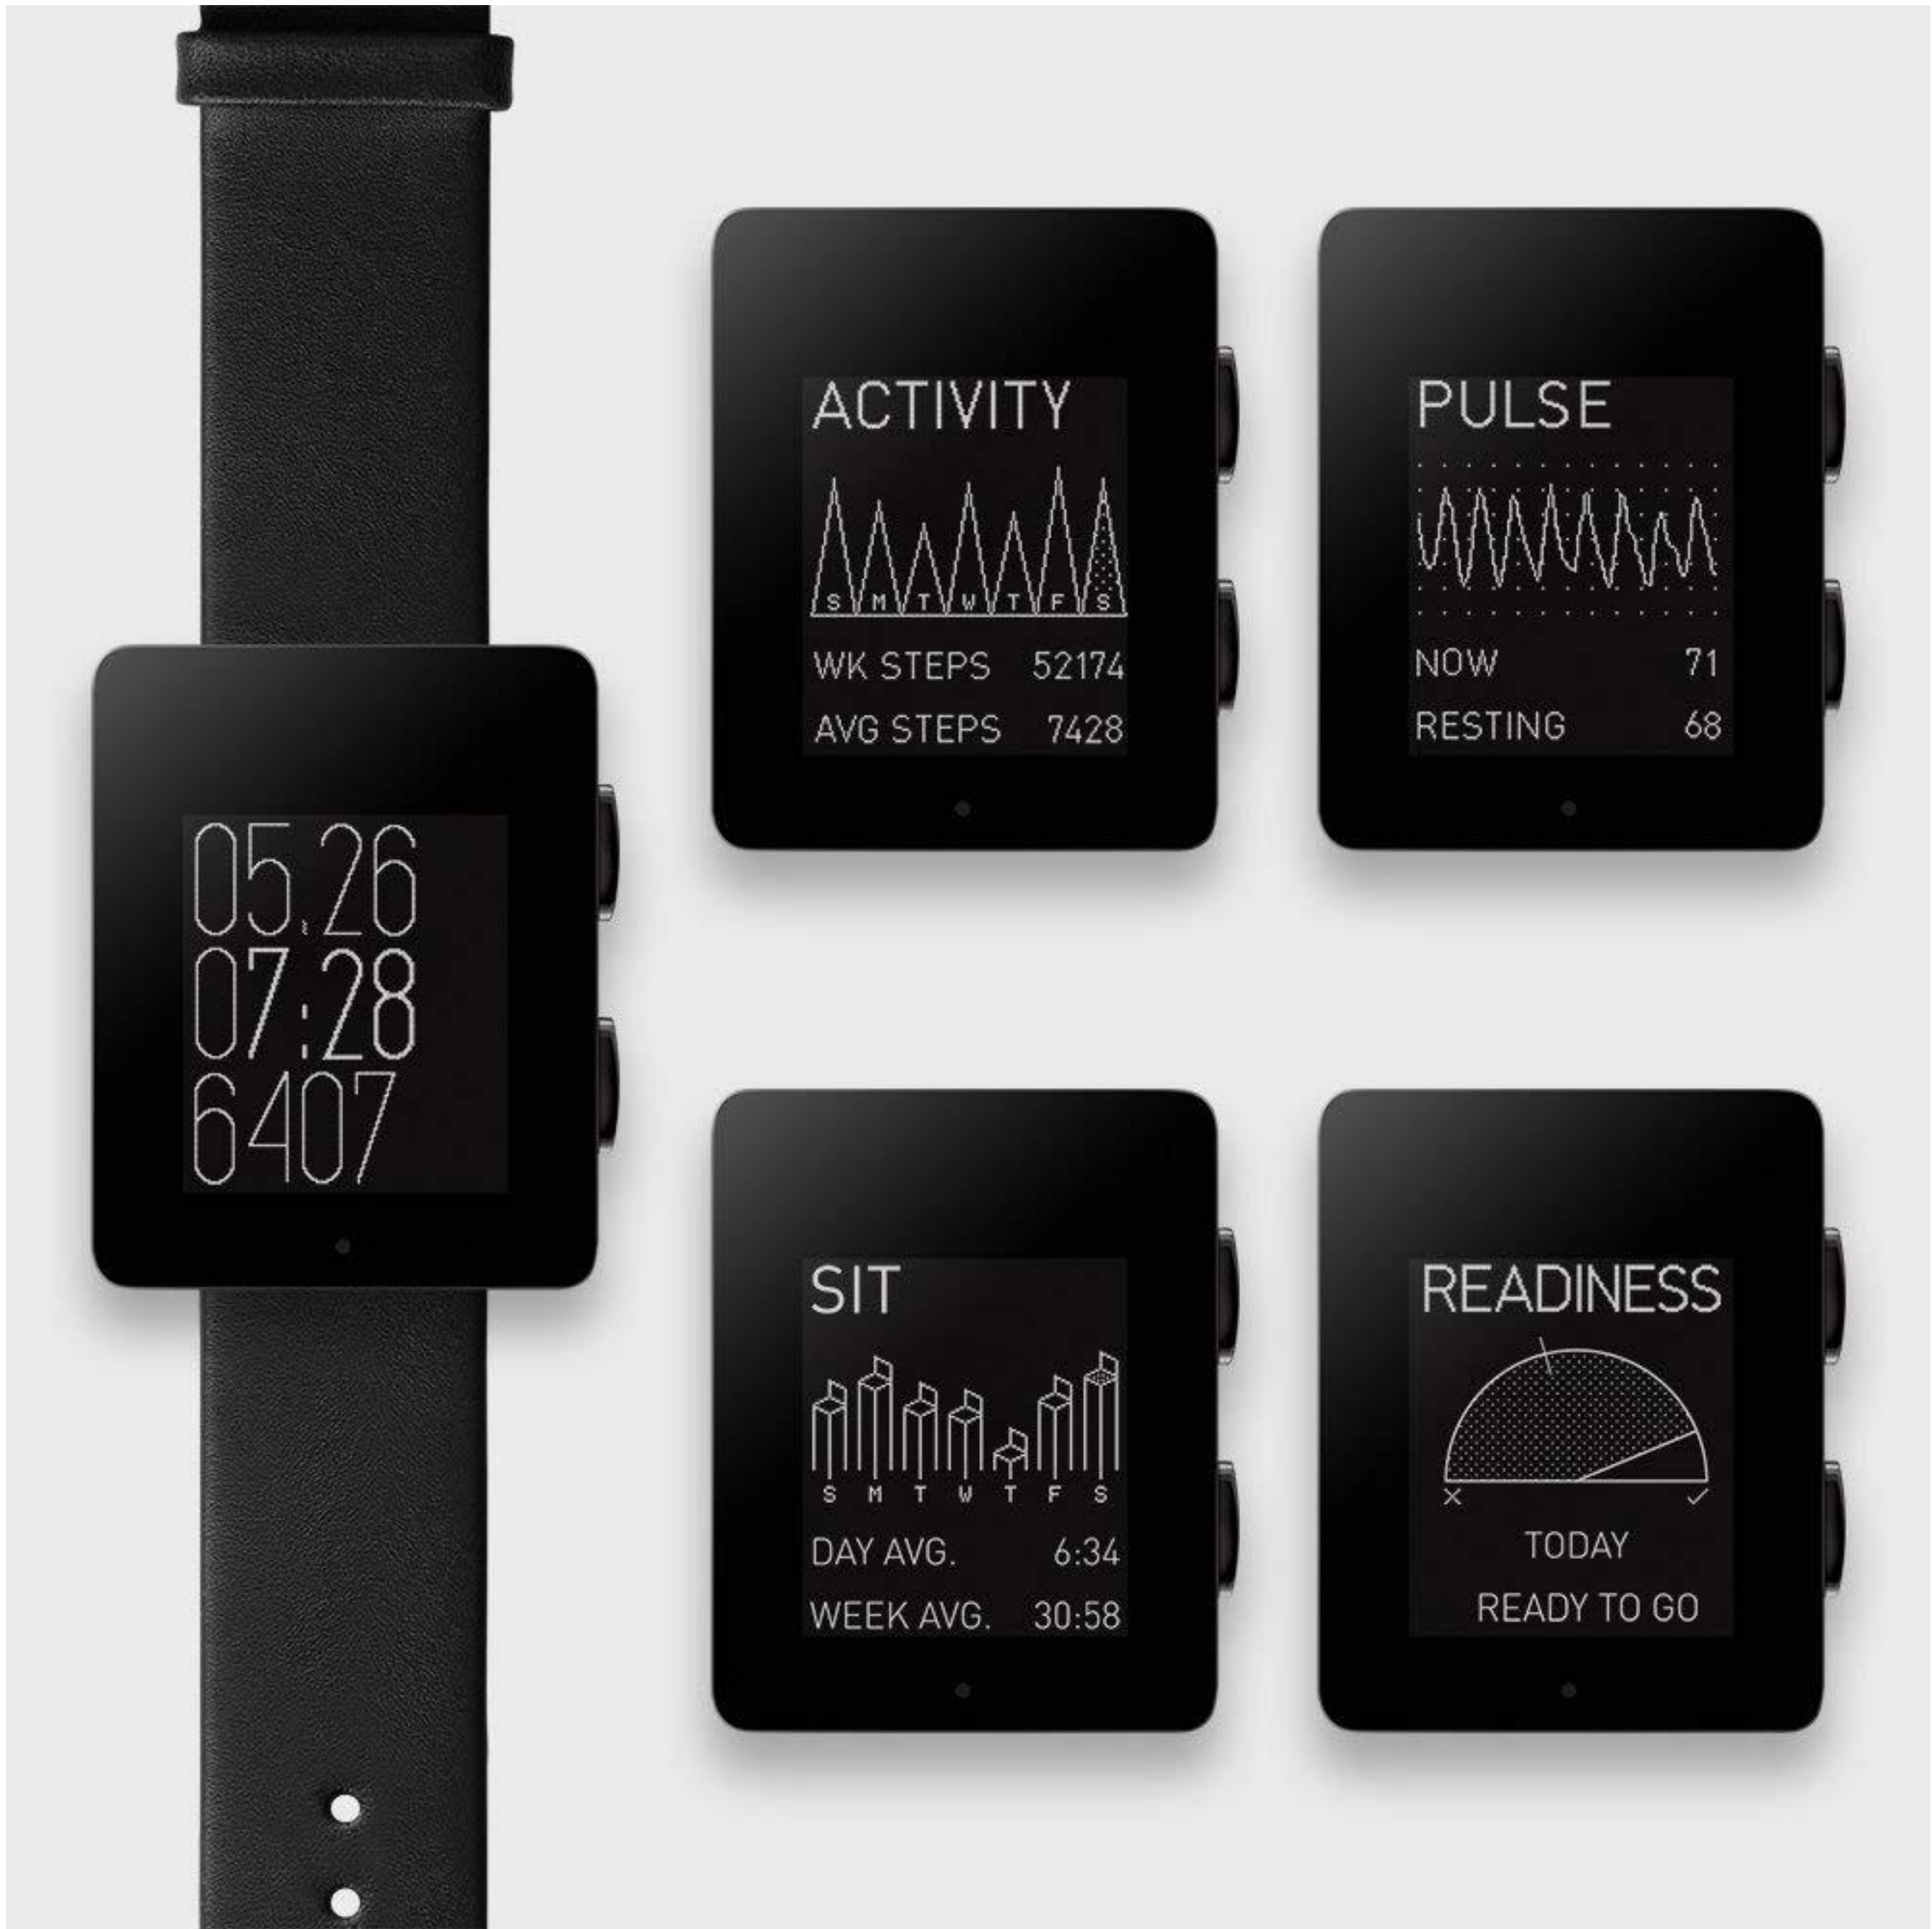 05.26
07:28
6407
ACTIVITY
S M T W T F S
WK STEPS 52174
AVG STEPS 7428
PULSE
NOW 71
RESTING 68
SIT
S M T W T F S
DAY AVG. 6:34
WEEK AVG. 30:58
READINESS
TODAY
READY TO GO